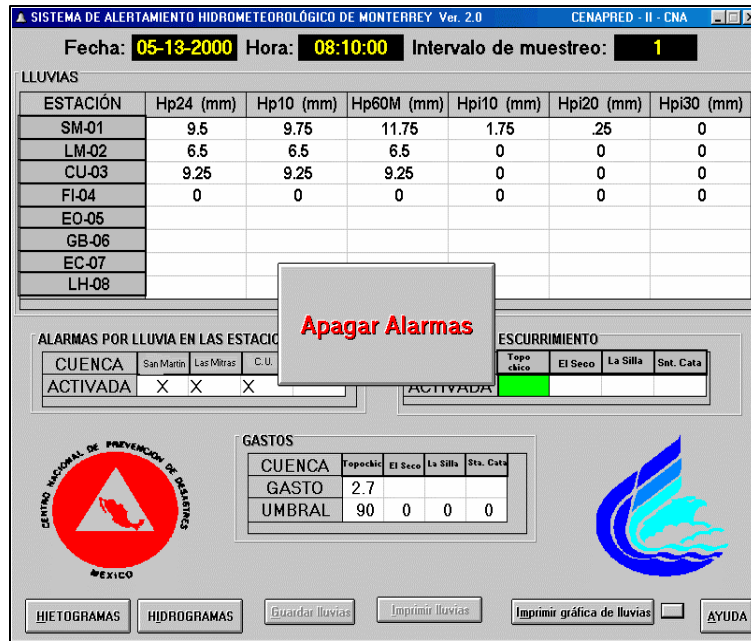 SISTEMA DE ALERTAMIENTO HIDROMETEOROLÓGICO DE MONTERREY Ver. 2.0 CENAPRED - II - CNA
Fecha: 05-13-2000 Hora: 08:10:00 Intervalo de muestreo: 1
LLUVIAS
ESTACIÓN Hp24 (mm) Hp10 (mm) Hp60M (mm) Hpi10 (mm) Hpi20 (mm) Hpi30 (mm)
SM-01 9.5 9.75 11.75 1.75 .25 0
LM-02 6.5 6.5 6.5 0 0 0
CU-03 9.25 9.25 9.25 0 0 0
FI-04 0 0 0 0 0 0
EO-05
GB-06
EC-07
LH-08
Apagar Alarmas
ALARMAS POR LLUVIA EN LAS ESTACIO
CUENCA San Martin Las Mitras C.U.
ACTIVADA X X X
ESCURRIMIENTO
Topo chico El Seco La Silla Snt. Cata
ACTIVADA
GASTOS
CUENCA Topochic El Seco La Silla Sta. Cata
GASTO 2.7
UMBRAL 90 0 0 0
CENTRO NACIONAL DE PREVENCION DE DESASTRES
MEXICO
HIETOGRAMAS HIDROGRAMAS Guardar lluvias Imprimir lluvias Imprimir gráfica de lluvias AYUDA